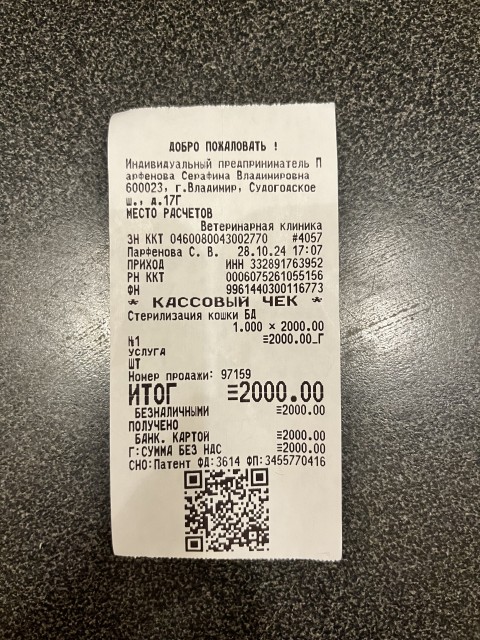 ДОБРО ПОЖАЛОВАТЬ !
Индивидуальный предпрининатель П
арфенова Серафина Владинировна
600023, г.Владимир, Судогодское
ш., д.17Г
МЕСТО РАСЧЕТОВ
Ветеринарная клиника
ЗН ККТ 0460080043002770 #4057
Парфенова С. В. 28.10.24 17:07
ПРИХОД ИНН 332891763952
РН ККТ 0006075261055156
ФН 9961440300116773
* КАССОВЫЙ ЧЕК *
Стерилизация кошки БД
1.000 × 2000.00
№1 ≡2000.00_Г
УСЛУГА
ШТ
Номер продажи: 97159
ИТОГ ≡2000.00
БЕЗНАЛИЧНЫМИ ≡2000.00
ПОЛУЧЕНО
БАНК. КАРТОЙ ≡2000.00
Г:СУММА БЕЗ НДС ≡2000.00
СНО:Патент ФД:3614 ФП:3455770416